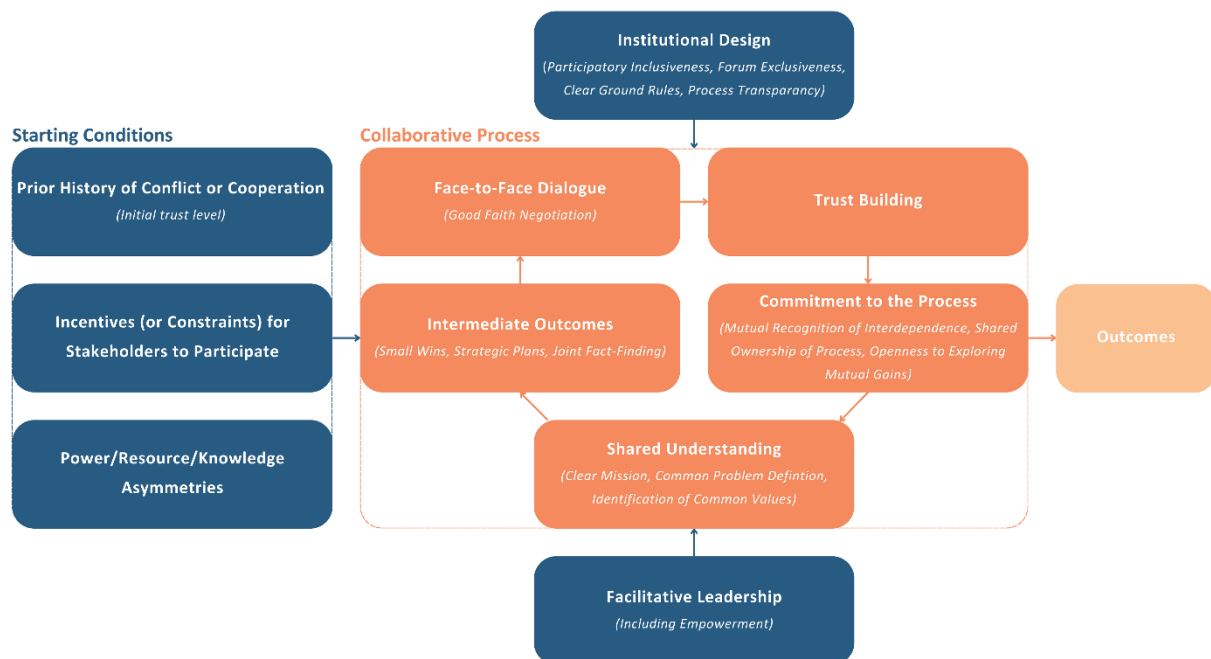 Institutional Design
(Participatory Inclusiveness, Forum Exclusiveness,
Clear Ground Rules, Process Transparancy)
Starting Conditions
Collaborative Process
Prior History of Conflict or Cooperation
(Initial trust level)
Face-to-Face Dialogue
(Good Faith Negotiation)
Trust Building
Incentives (or Constraints) for
Stakeholders to Participate
Intermediate Outcomes
(Small Wins, Strategic Plans, Joint Fact-Finding)
Commitment to the Process
(Mutual Recognition of Interdependence, Shared
Ownership of Process, Openness to Exploring
Mutual Gains)
Outcomes
Power/Resource/Knowledge
Asymmetries
Shared Understanding
(Clear Mission, Common Problem Defintion,
Identification of Common Values)
Facilitative Leadership
(Including Empowerment)